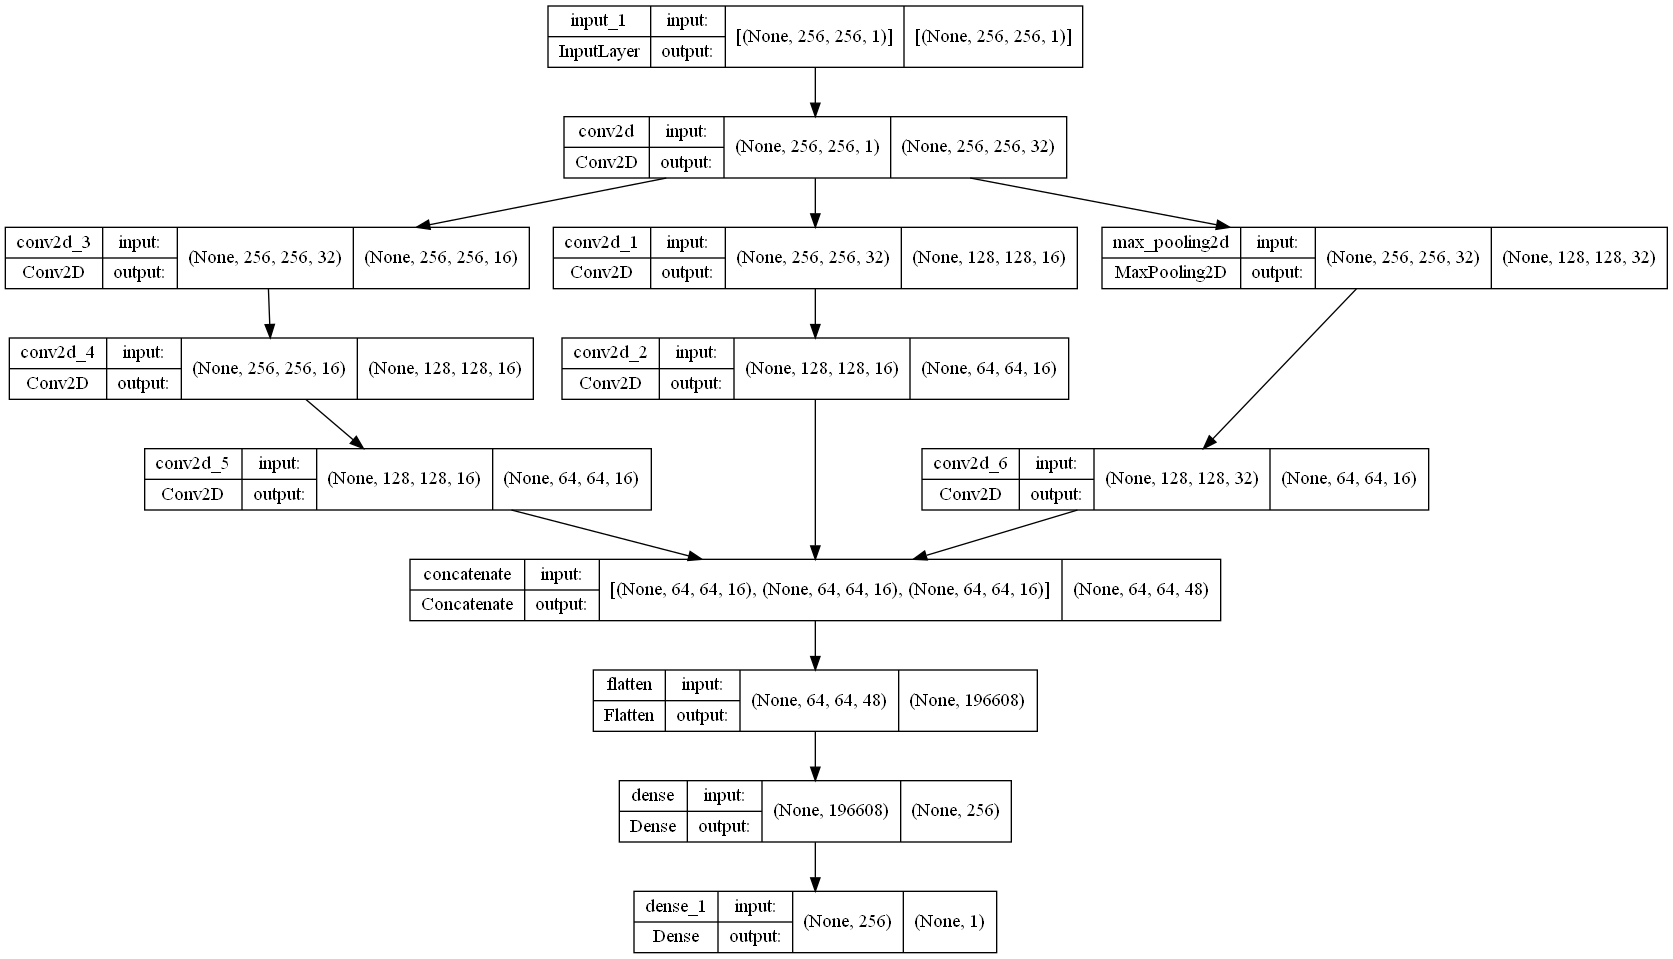 input_1 input: [(None, 256, 256, 1)] [(None, 256, 256, 1)]
InputLayer output:
conv2d input: (None, 256, 256, 1) (None, 256, 256, 32)
Conv2D output:
conv2d_3 input: (None, 256, 256, 32) (None, 256, 256, 16)
Conv2D output:
conv2d_1 input: (None, 256, 256, 32) (None, 128, 128, 16)
Conv2D output:
max_pooling2d input: (None, 256, 256, 32) (None, 128, 128, 32)
MaxPooling2D output:
conv2d_4 input: (None, 256, 256, 16) (None, 128, 128, 16)
Conv2D output:
conv2d_2 input: (None, 128, 128, 16) (None, 64, 64, 16)
Conv2D output:
conv2d_5 input: (None, 128, 128, 16) (None, 64, 64, 16)
Conv2D output:
conv2d_6 input: (None, 128, 128, 32) (None, 64, 64, 16)
Conv2D output:
concatenate input: [(None, 64, 64, 16), (None, 64, 64, 16), (None, 64, 64, 16)] (None, 64, 64, 48)
Concatenate output:
flatten input: (None, 64, 64, 48) (None, 196608)
Flatten output:
dense input: (None, 196608) (None, 256)
Dense output:
dense_1 input: (None, 256) (None, 1)
Dense output: